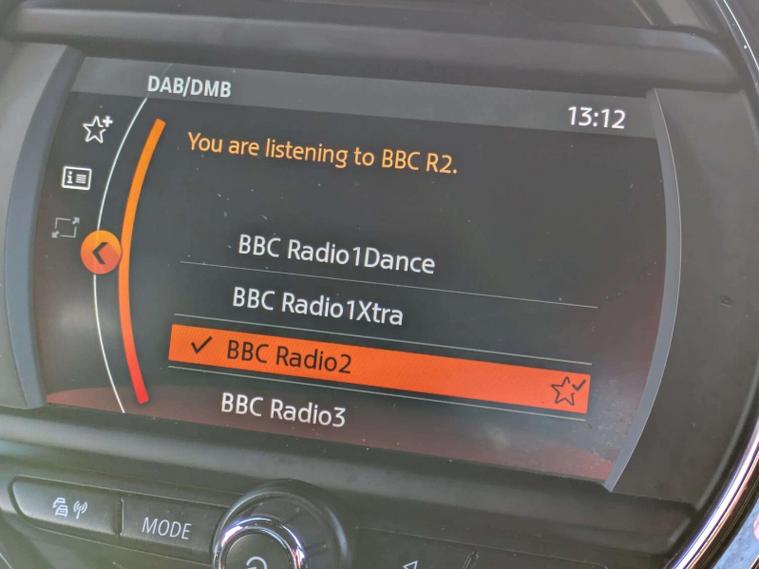 DAB/DMB
13:12
You are listening to BBC R2.
BBC Radio1Dance
BBC Radio1Xtra
BBC Radio2
BBC Radio3
MODE